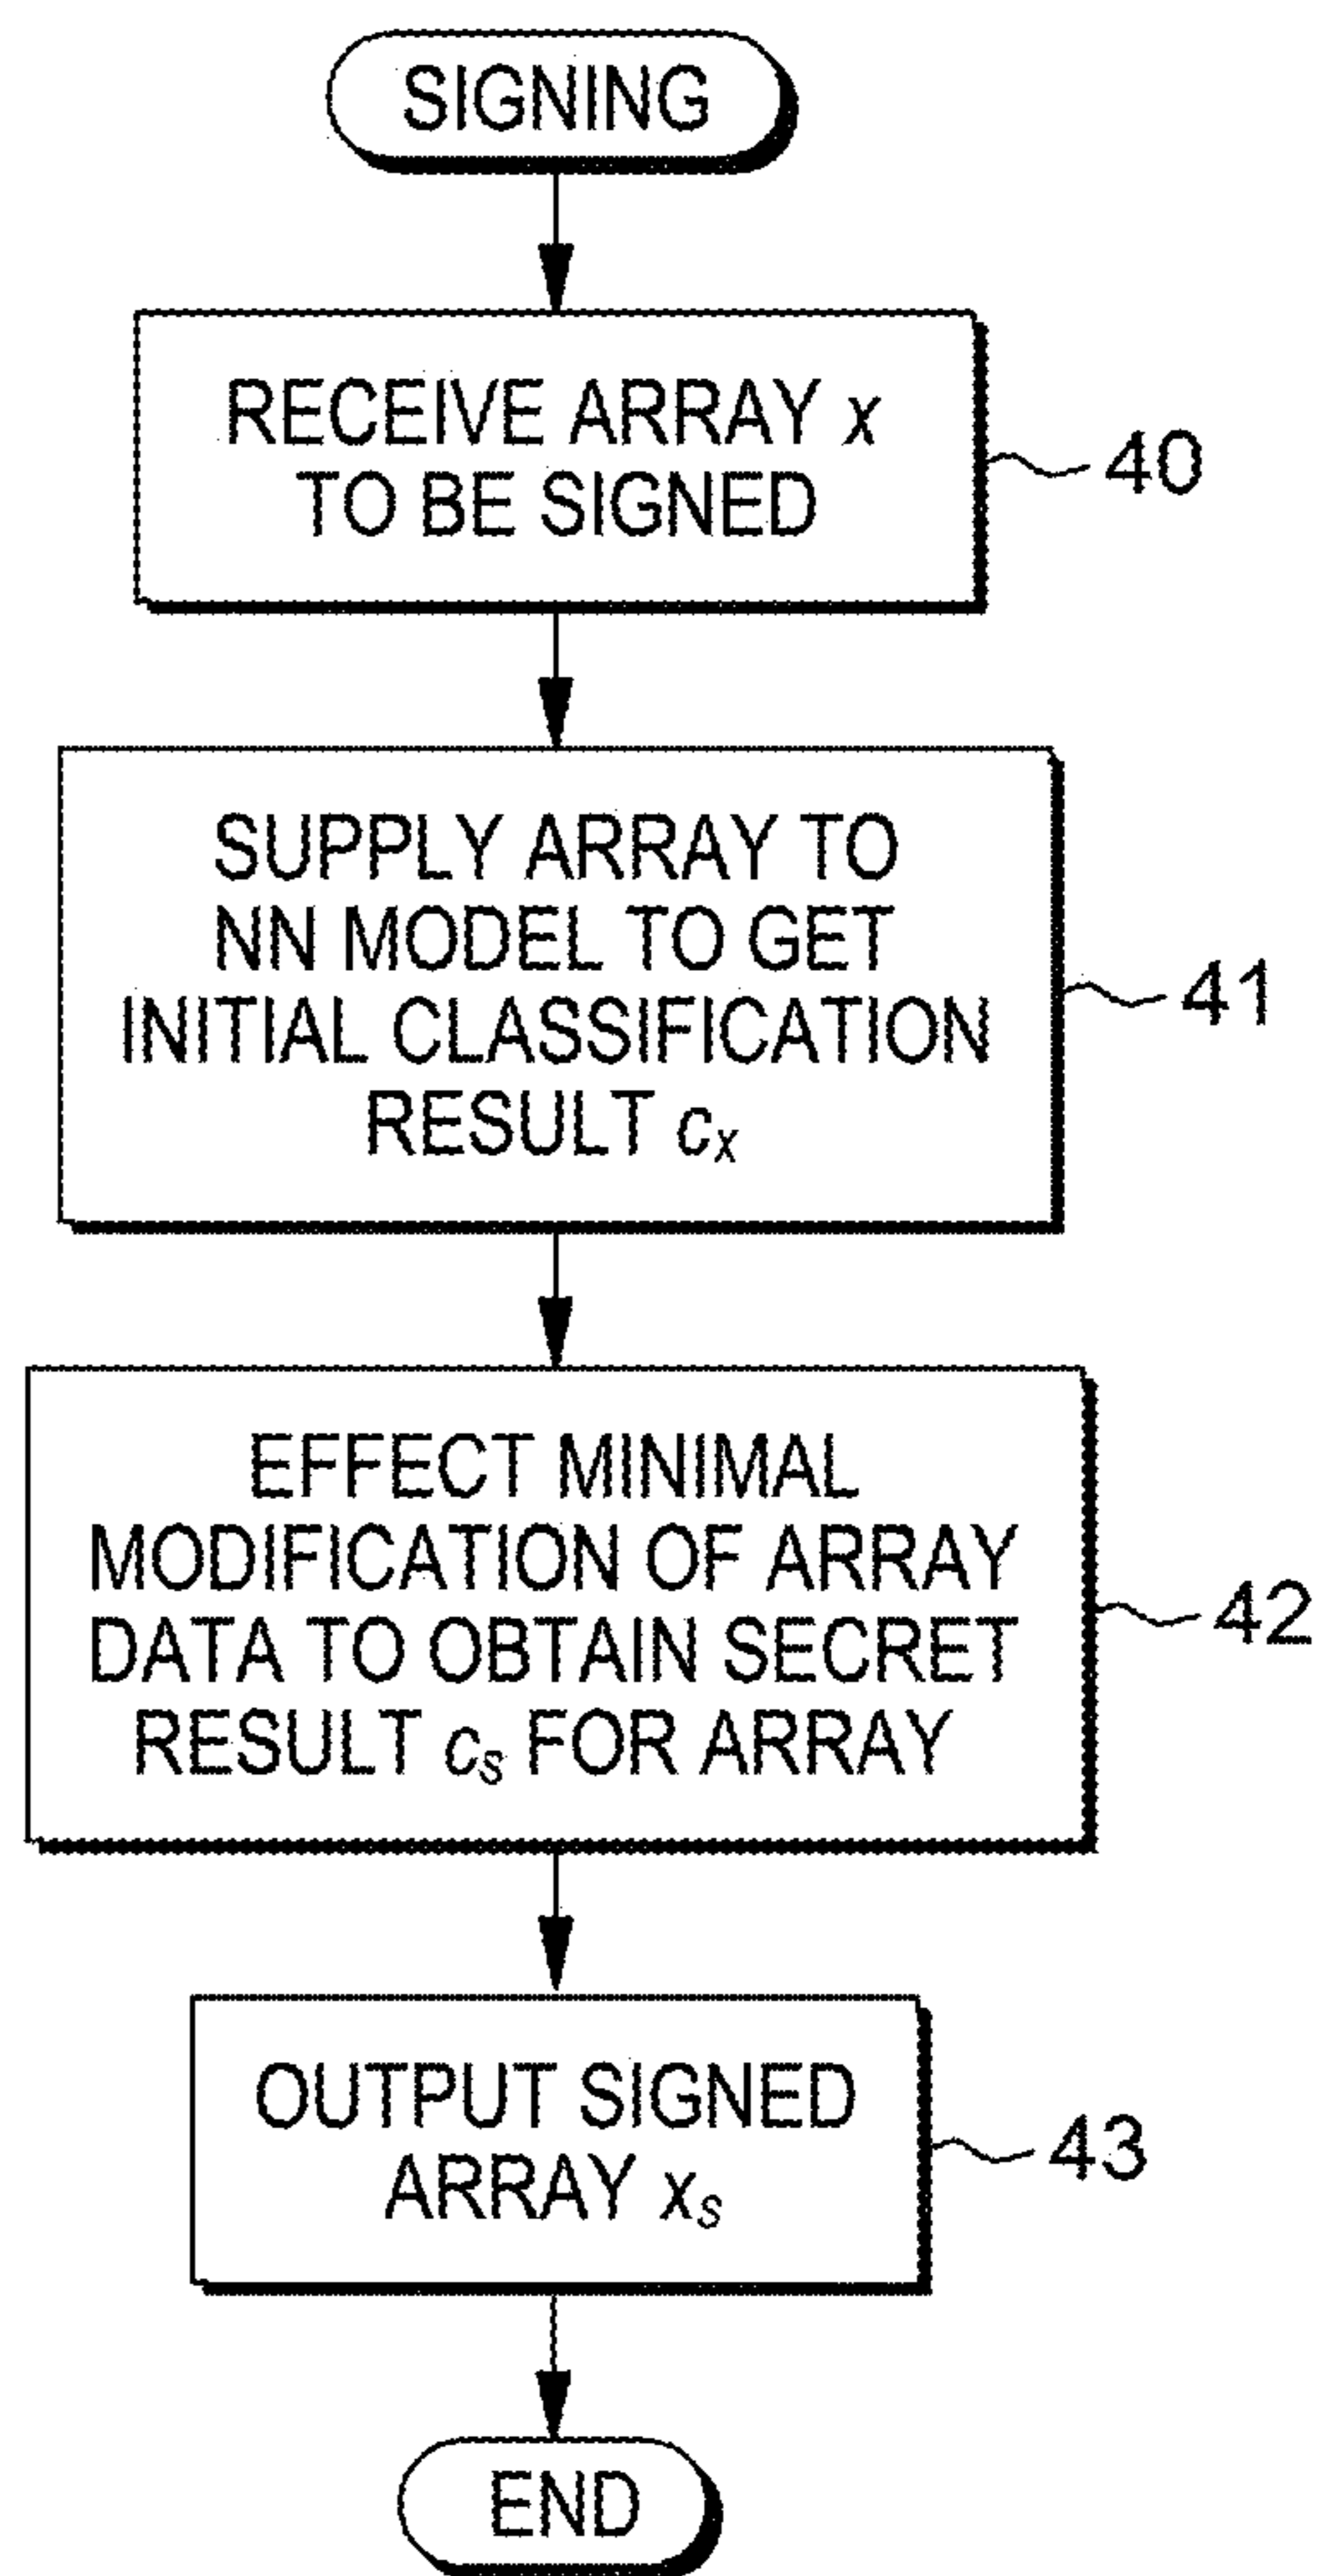 SIGNING
RECEIVE ARRAY x
TO BE SIGNED
40
SUPPLY ARRAY TO
NN MODEL TO GET
INITIAL CLASSIFICATION
RESULT cx
41
EFFECT MINIMAL
MODIFICATION OF ARRAY
DATA TO OBTAIN SECRET
RESULT cs FOR ARRAY
42
OUTPUT SIGNED
ARRAY xs
43
END